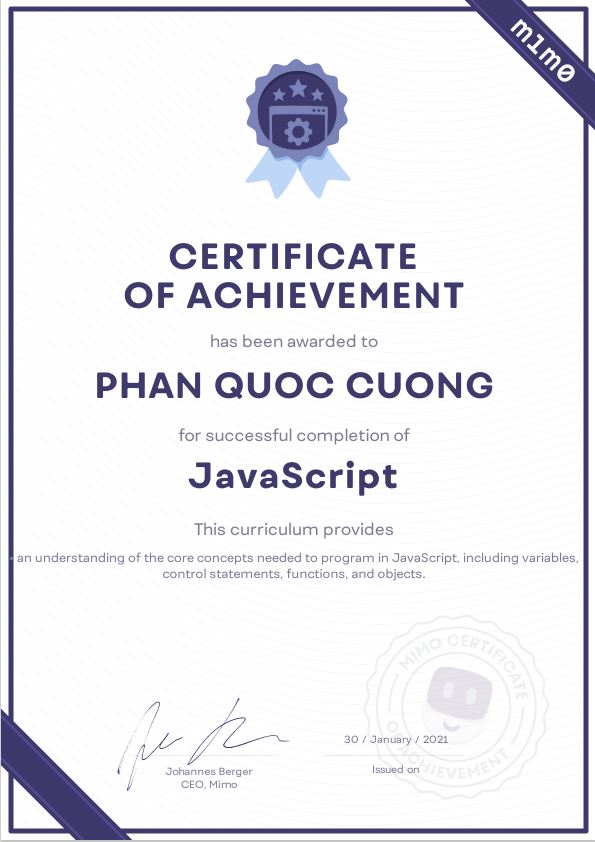 m1m0
CERTIFICATE
OF ACHIEVEMENT
has been awarded to
PHAN QUOC CUONG
for successful completion of
JavaScript
This curriculum provides
an understanding of the core concepts needed to program in JavaScript, including variables,
control statements, functions, and objects.
MIMO CERTIFICATE
OF ACHIEVEMENT
30 / January / 2021
Johannes Berger
Issued on
CEO, Mimo